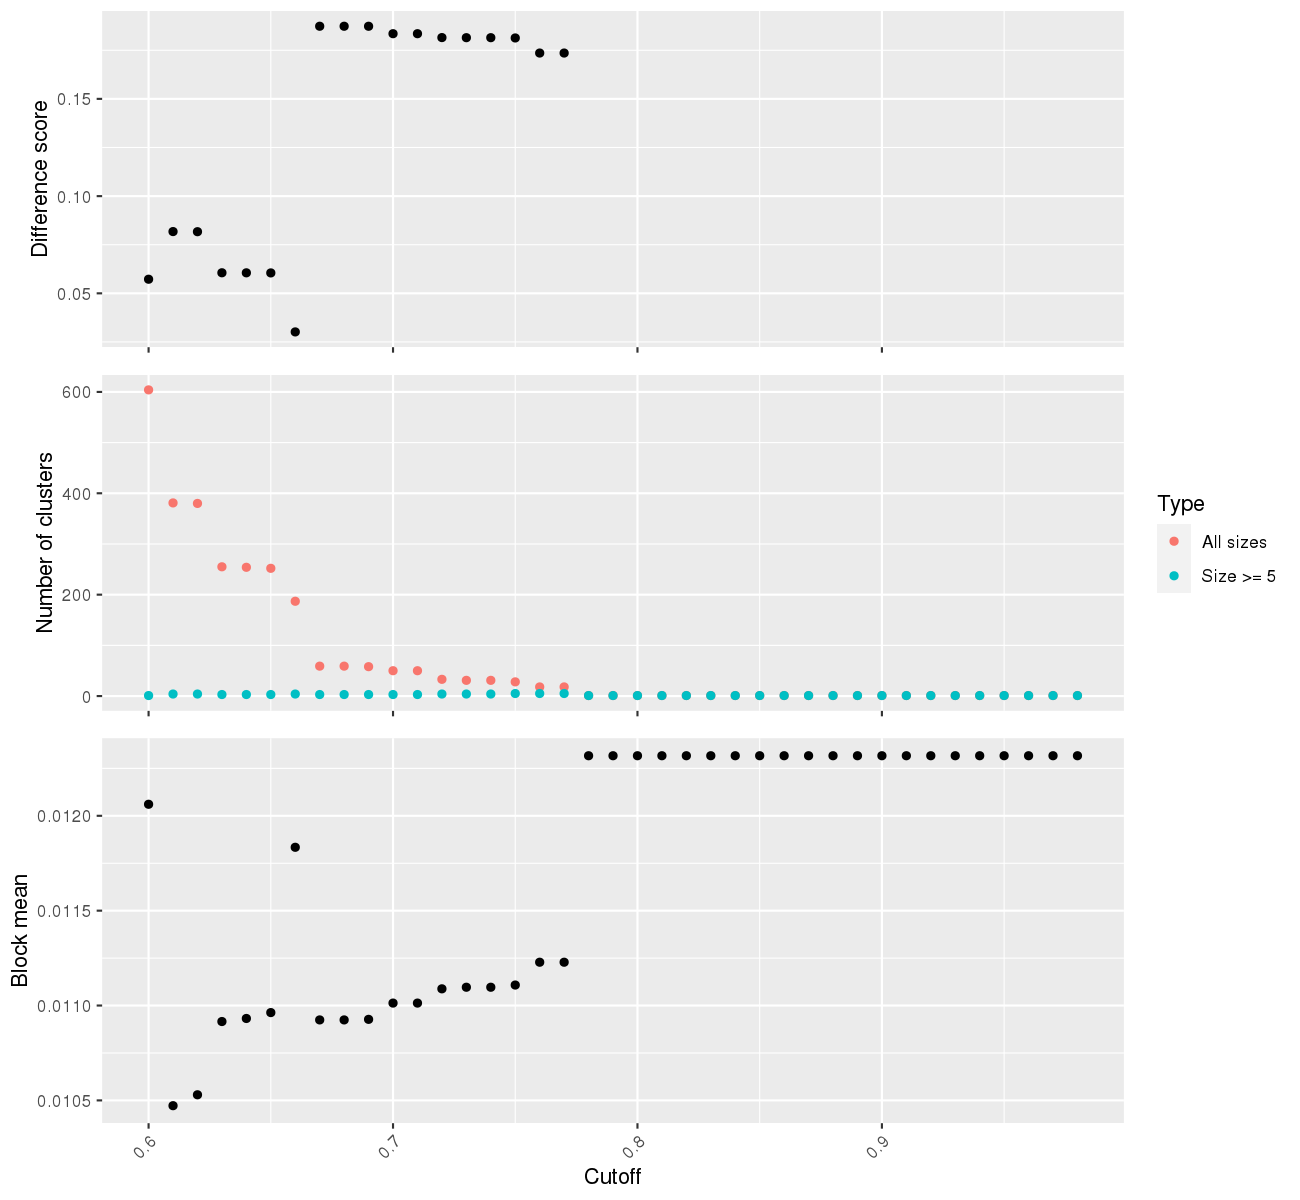 Difference score
0.15
0.10
0.05
Number of clusters
600
400
200
0
Type
All sizes
Size >= 5
Block mean
0.0120
0.0115
0.0110
0.0105
0.6
0.7
0.8
0.9
Cutoff